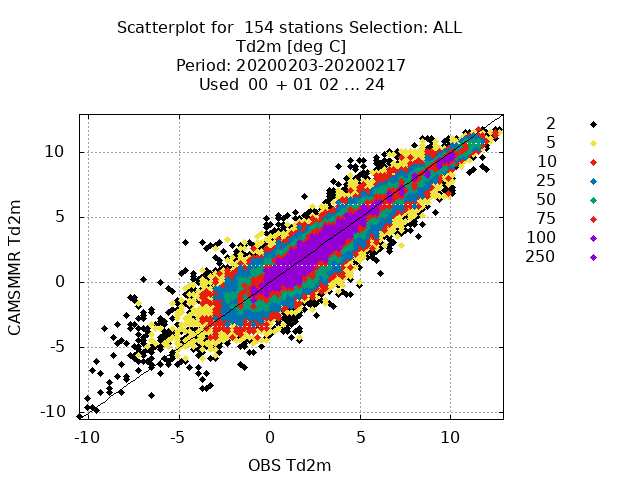 Scatterplot for 154 stations Selection: ALL
Td2m [deg C]
Period: 20200203-20200217
Used 00 + 01 02 ... 24
2
5
10
25
50
75
100
250
10
5
0
-5
-10
CAMSMMR Td2m
-10 -5 0 5 10
OBS Td2m